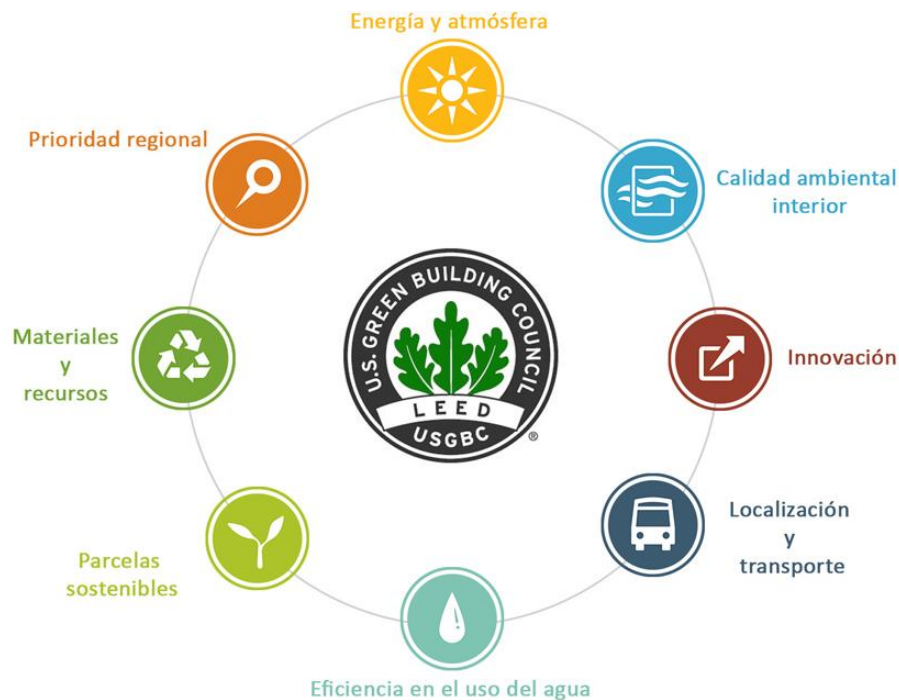 Energía y atmósfera
Prioridad regional
Calidad ambiental
interior
U.S. GREEN BUILDING COUNCIL
LEED
USGBC
®
Materiales
y
recursos
Innovación
Parcelas
sostenibles
Localización
y
transporte
Eficiencia en el uso del agua